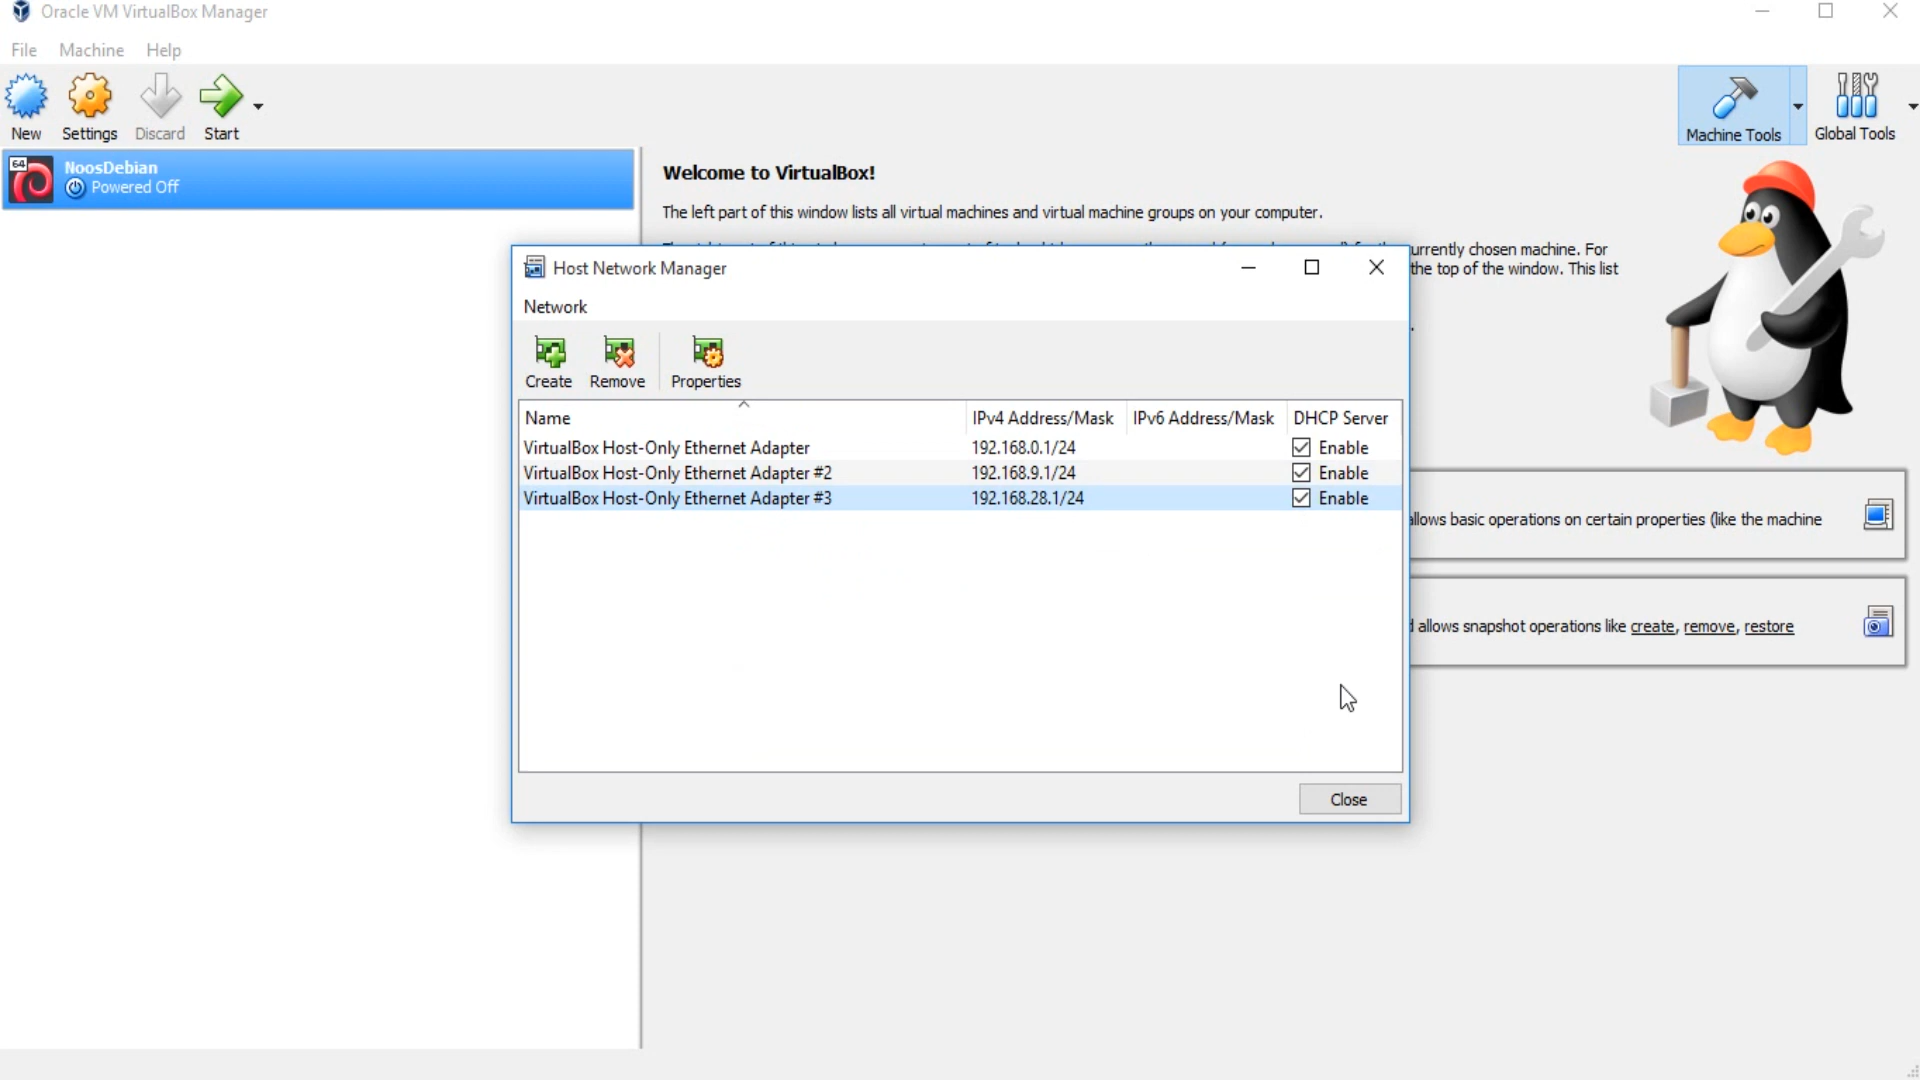 Oracle VM VirtualBox Manager
File Machine Help
New Settings Discard Start
Machine Tools Global Tools
64 NoosDebian
Powered Off
Welcome to VirtualBox!
The left part of this window lists all virtual machines and virtual machine groups on your computer.
urrently chosen machine. For
the top of the window. This list
Host Network Manager
Network
Create Remove Properties
Name IPv4 Address/Mask IPv6 Address/Mask DHCP Server
VirtualBox Host-Only Ethernet Adapter 192.168.0.1/24 Enable
VirtualBox Host-Only Ethernet Adapter #2 192.168.9.1/24 Enable
VirtualBox Host-Only Ethernet Adapter #3 192.168.28.1/24 Enable
Close
allows basic operations on certain properties (like the machine
allows snapshot operations like create, remove, restore